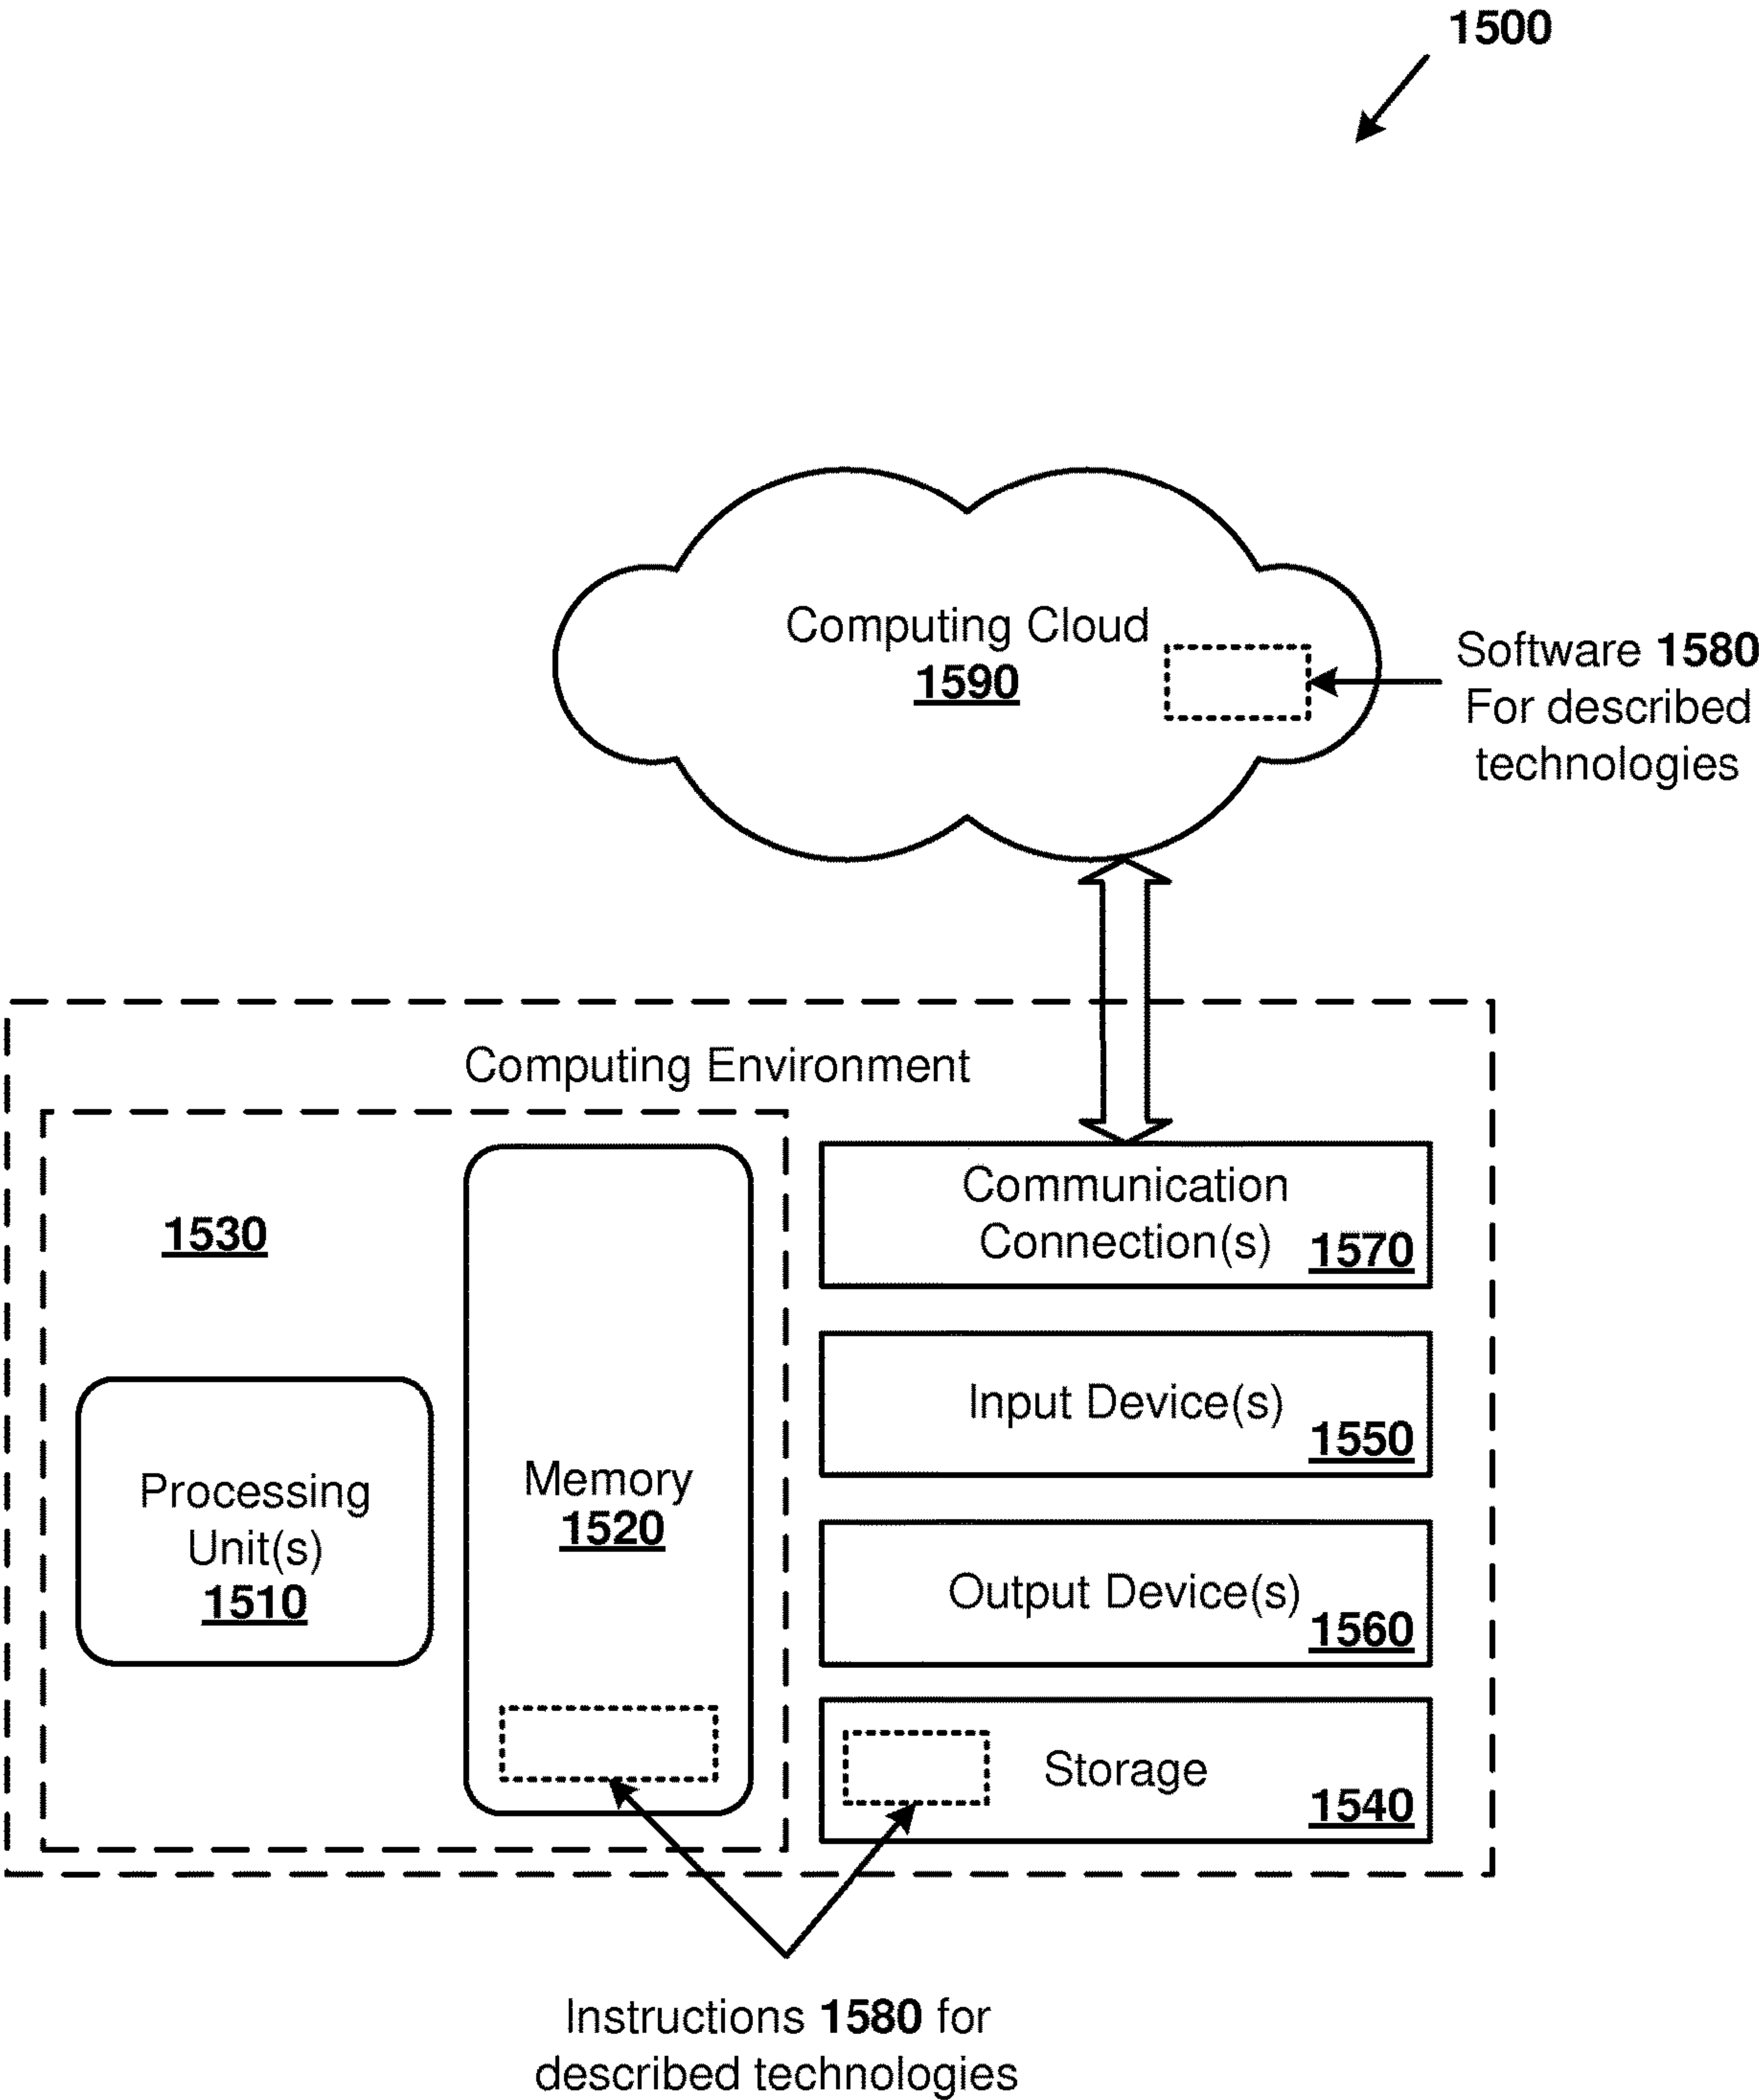 1500
Computing Cloud
1590
Software 1580
For described
technologies
Computing Environment
1530
Processing
Unit(s)
1510
Memory
1520
Communication
Connection(s)
1570
Input Device(s)
1550
Output Device(s)
1560
Storage
1540
Instructions 1580 for
described technologies